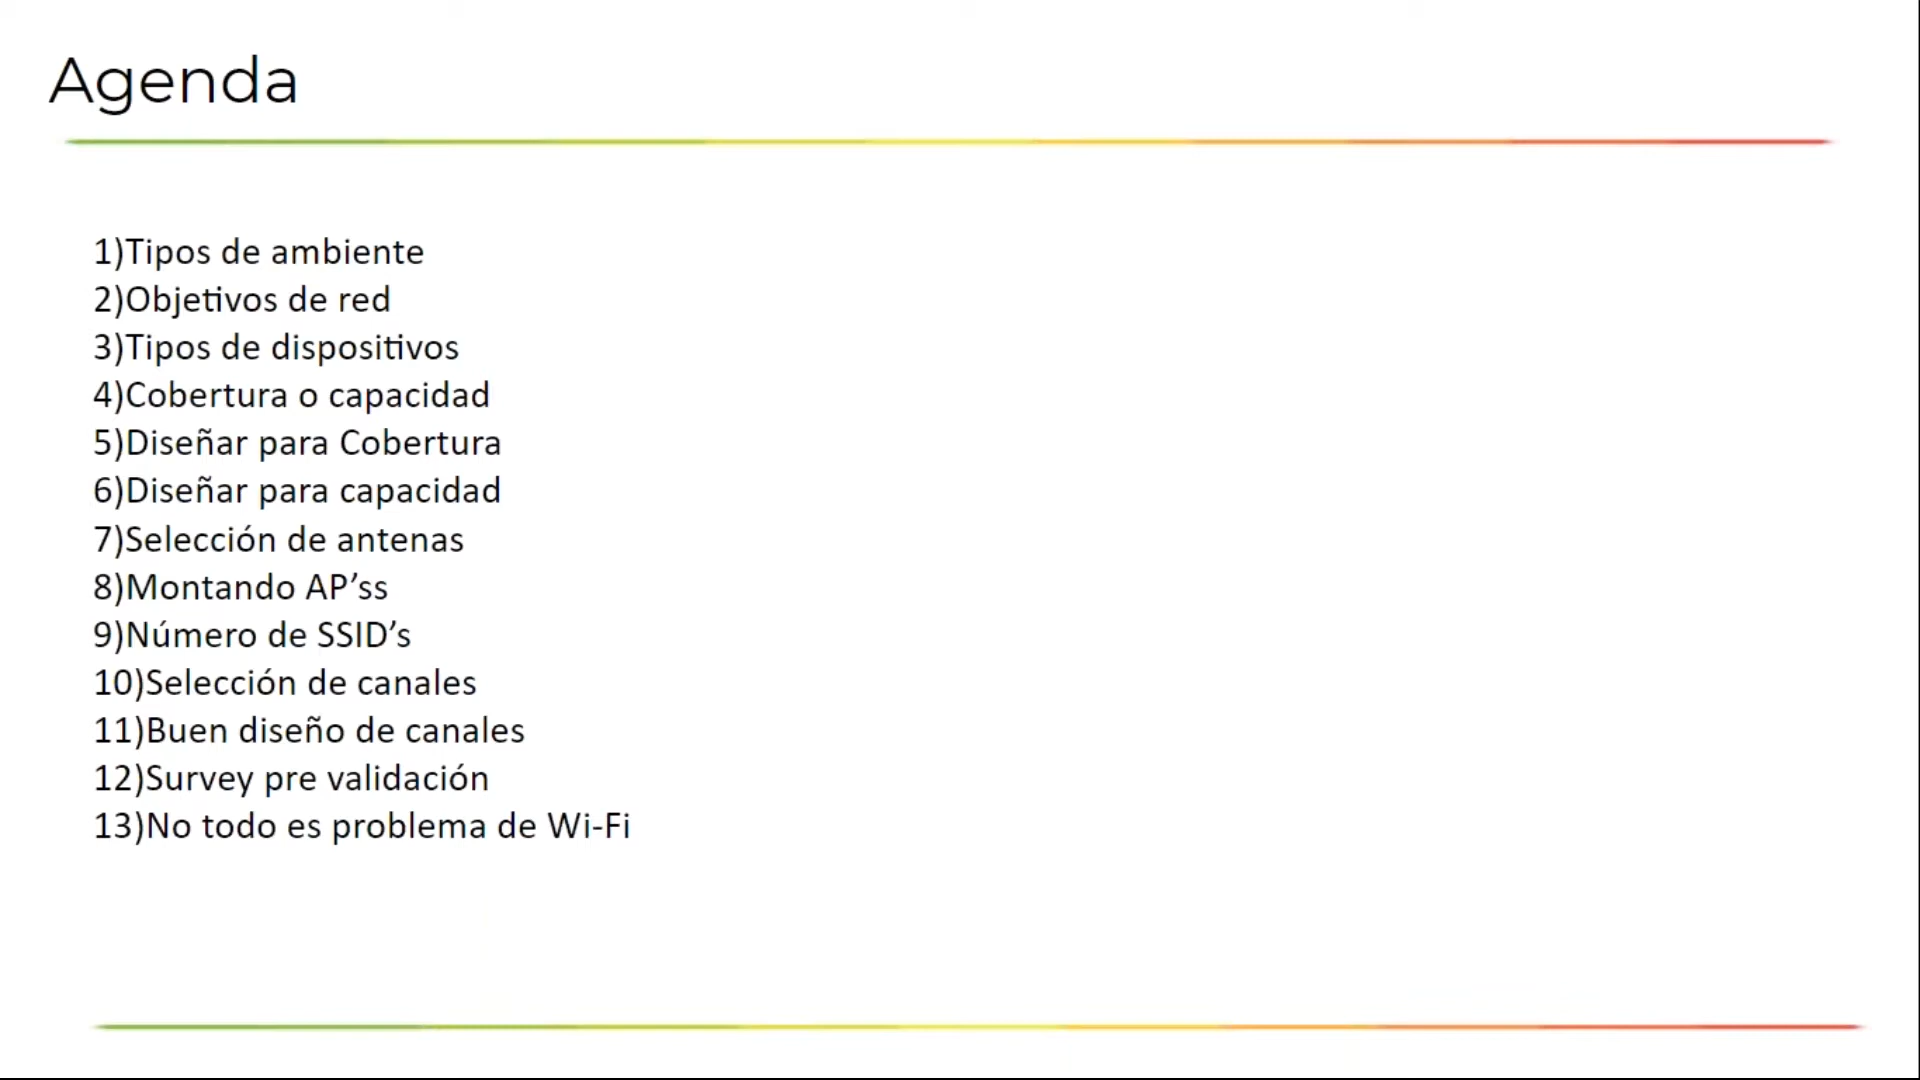 Agenda
1)Tipos de ambiente
2)Objetivos de red
3)Tipos de dispositivos
4)Cobertura o capacidad
5)Diseñar para Cobertura
6)Diseñar para capacidad
7)Selección de antenas
8)Montando AP’ss
9)Número de SSID’s
10)Selección de canales
11)Buen diseño de canales
12)Survey pre validación
13)No todo es problema de Wi-Fi